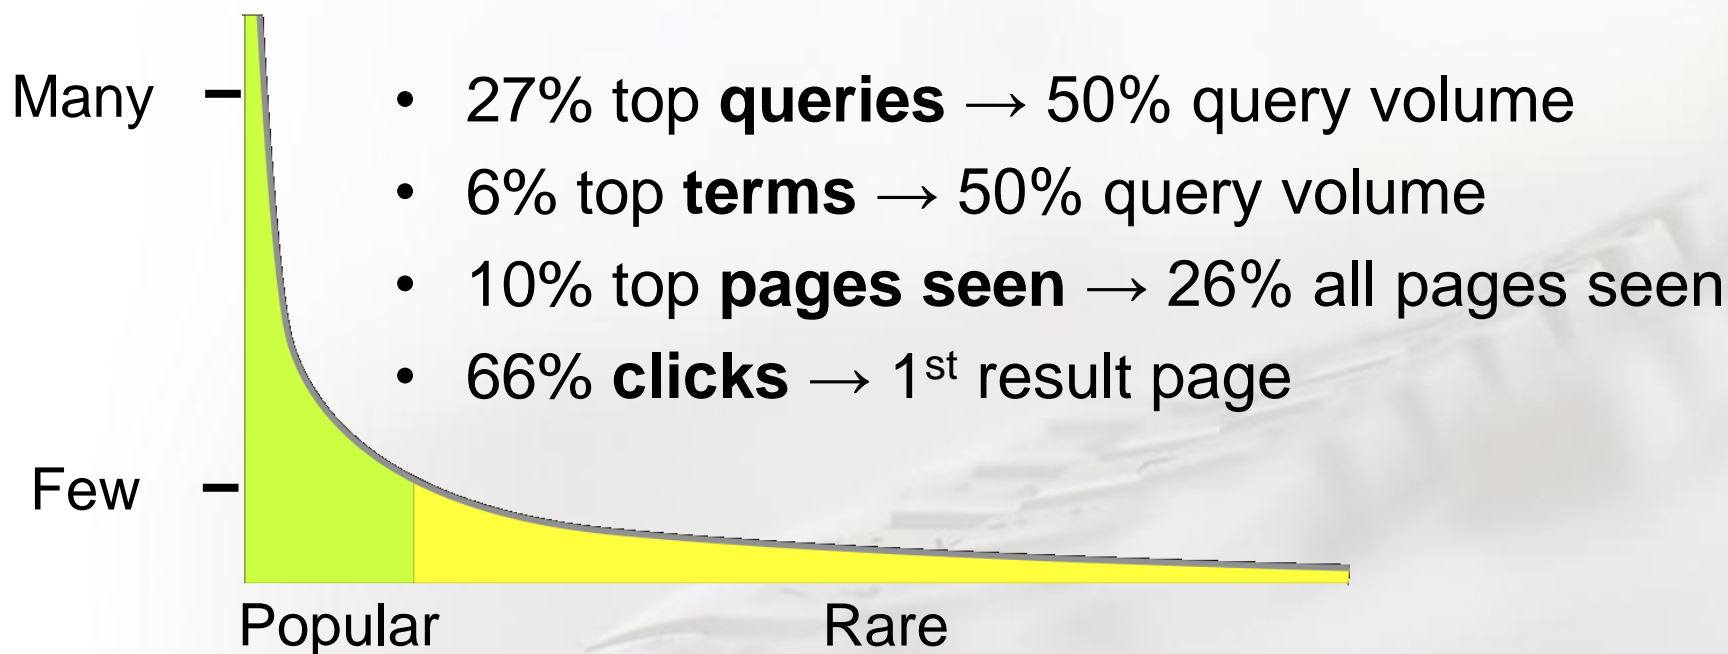 Many
• 27% top queries → 50% query volume
• 6% top terms → 50% query volume
• 10% top pages seen → 26% all pages seen
• 66% clicks → 1st result page
Few
Popular
Rare